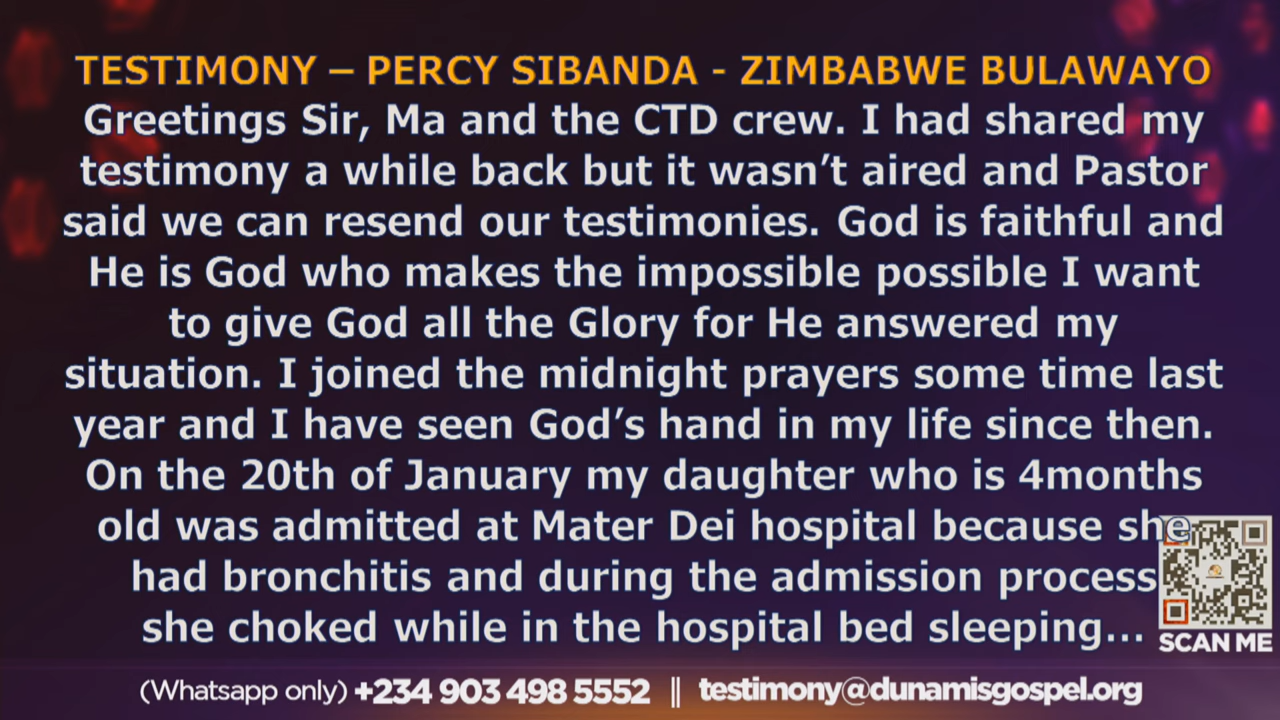 TESTIMONY – PERCY SIBANDA - ZIMBABWE BULAWAYO
Greetings Sir, Ma and the CTD crew. I had shared my
testimony a while back but it wasn’t aired and Pastor
said we can resend our testimonies. God is faithful and
He is God who makes the impossible possible I want
to give God all the Glory for He answered my
situation. I joined the midnight prayers some time last
year and I have seen God’s hand in my life since then.
On the 20th of January my daughter who is 4months
old was admitted at Mater Dei hospital because she
had bronchitis and during the admission process
she choked while in the hospital bed sleeping...
SCAN ME
(Whatsapp only) +234 903 498 5552 || testimony@dunamisgospel.org